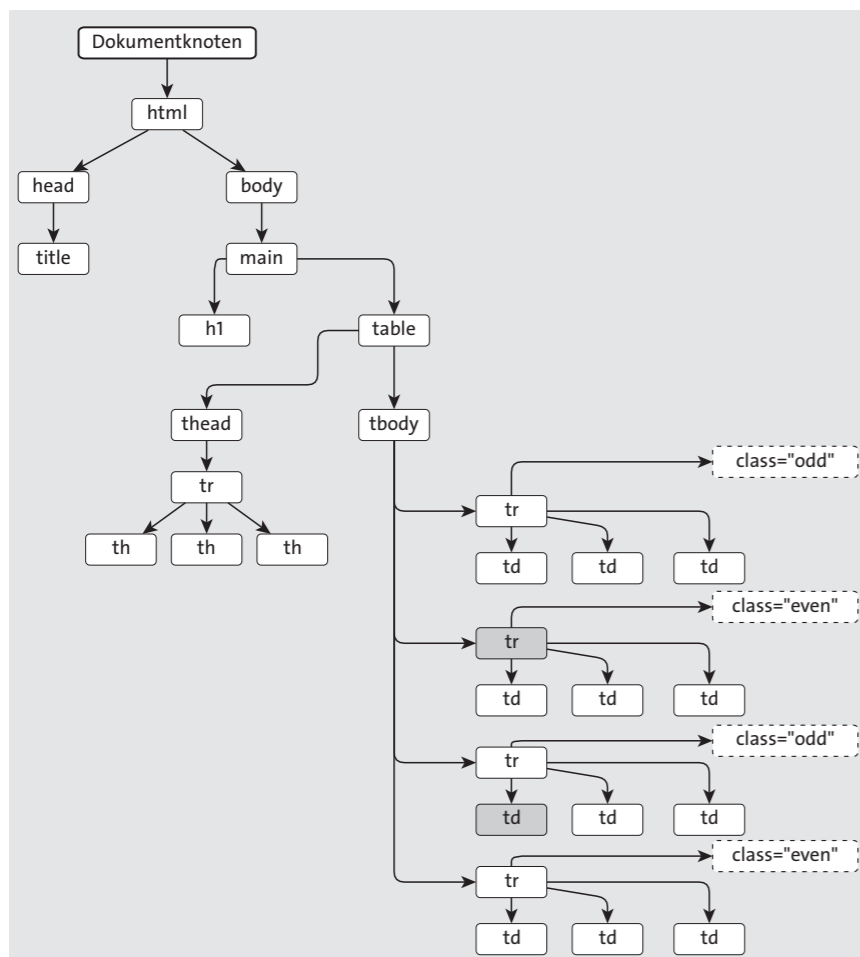 Dokumentknoten
html
head
body
title
main
h1
table
thead
tbody
class="odd"
tr
tr
th
th
th
td
td
td
class="even"
tr
td
td
td
class="odd"
tr
td
td
td
class="even"
tr
td
td
td